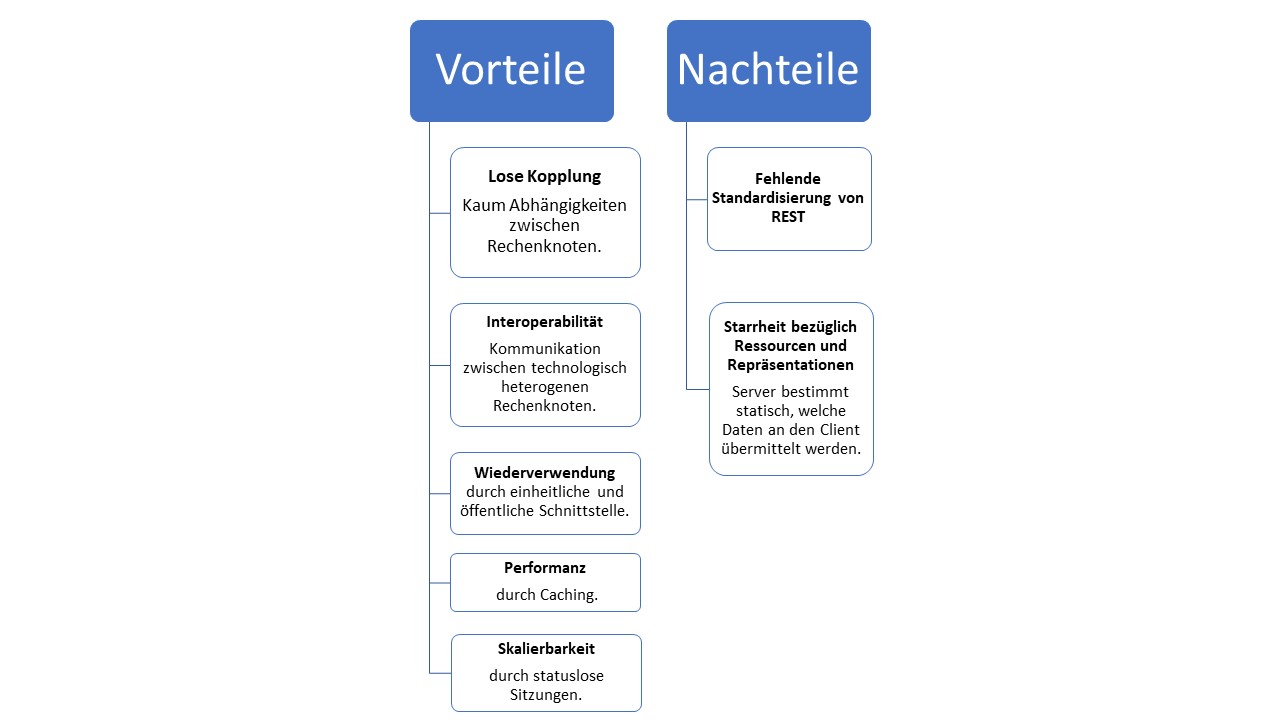 Vorteile
Lose Kopplung
Kaum Abhängigkeiten
zwischen
Rechenknoten.
Interoperabilität
Kommunikation
zwischen technologisch
heterogenen
Rechenknoten.
Wiederverwendung
durch einheitliche und
öffentliche Schnittstelle.
Performanz
durch Caching.
Skalierbarkeit
durch statuslose
Sitzungen.
Nachteile
Fehlende
Standardisierung von
REST
Starrheit bezüglich
Ressourcen und
Repräsentationen
Server bestimmt
statisch, welche
Daten an den Client
übermittelt werden.